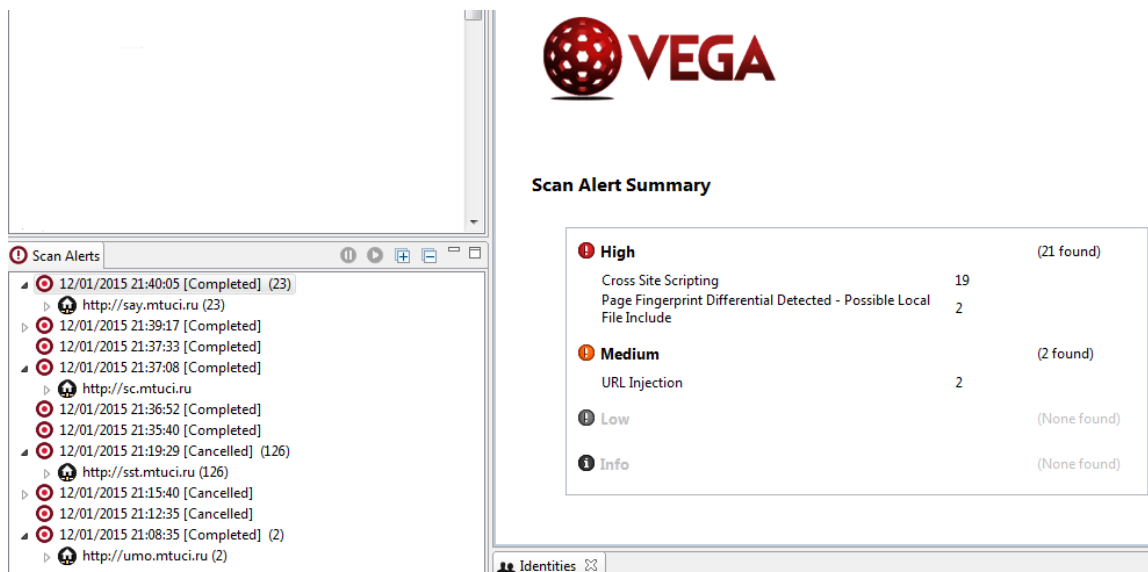 VEGA
Scan Alert Summary
High (21 found)
Cross Site Scripting 19
Page Fingerprint Differential Detected - Possible Local
File Include 2
Medium (2 found)
URL Injection 2
Low (None found)
Info (None found)
Scan Alerts
12/01/2015 21:40:05 [Completed] (23)
http://say.mtuci.ru (23)
12/01/2015 21:39:17 [Completed]
12/01/2015 21:37:33 [Completed]
12/01/2015 21:37:08 [Completed]
http://sc.mtuci.ru
12/01/2015 21:36:52 [Completed]
12/01/2015 21:35:40 [Completed]
12/01/2015 21:19:29 [Cancelled] (126)
http://sst.mtuci.ru (126)
12/01/2015 21:15:40 [Cancelled]
12/01/2015 21:12:35 [Cancelled]
12/01/2015 21:08:35 [Completed] (2)
http://umo.mtuci.ru (2)
Identities